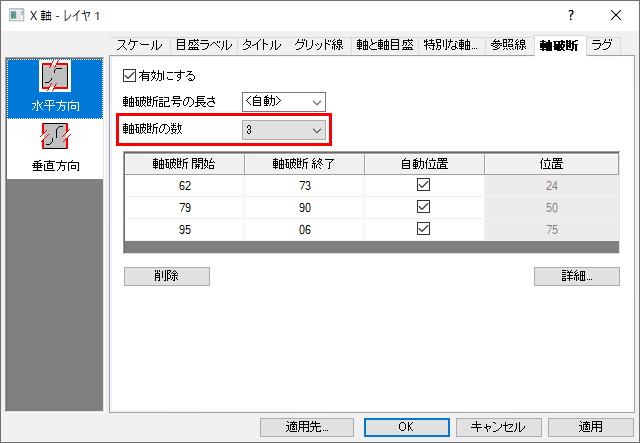 X 軸 - レイヤ 1
? ×
スケール 目盛ラベル タイトル グリッド線 軸と軸目盛 特別な軸... 参照線 軸破断 ラグ
水平方向
垂直方向
有効にする
軸破断記号の長さ <自動>
軸破断の数 3
軸破断 開始 軸破断 終了 自動位置 位置
62 73 24
79 90 50
95 06 75
削除 詳細...
適用先... OK キャンセル 適用